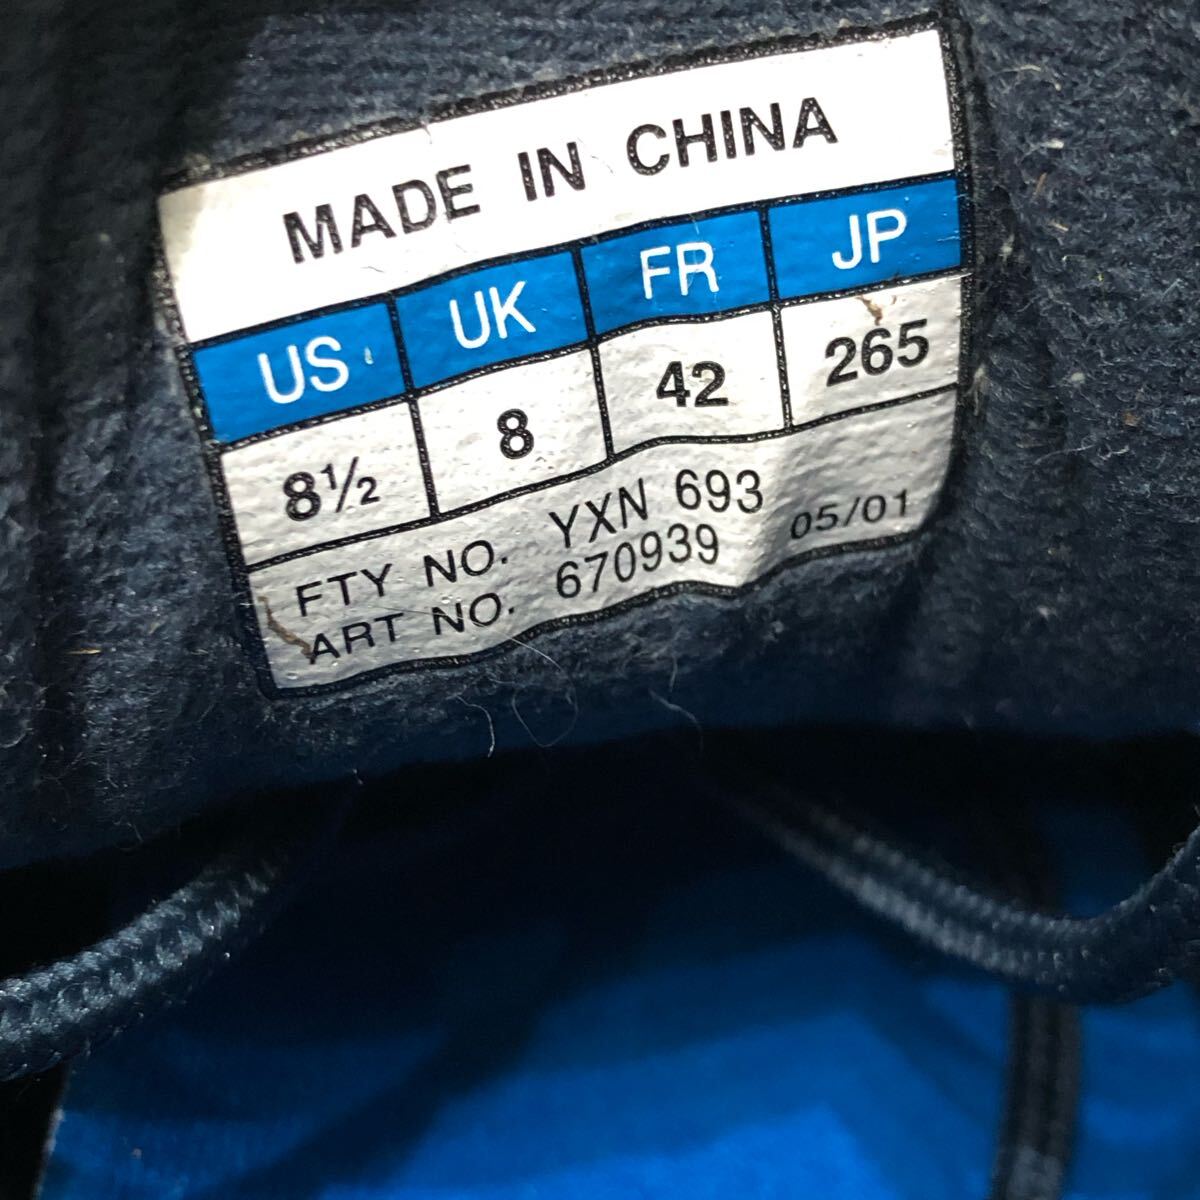 MADE IN CHINA
US UK FR JP
8½ 8 42 265
FTY NO. YXN 693
ART NO. 670939 05/01